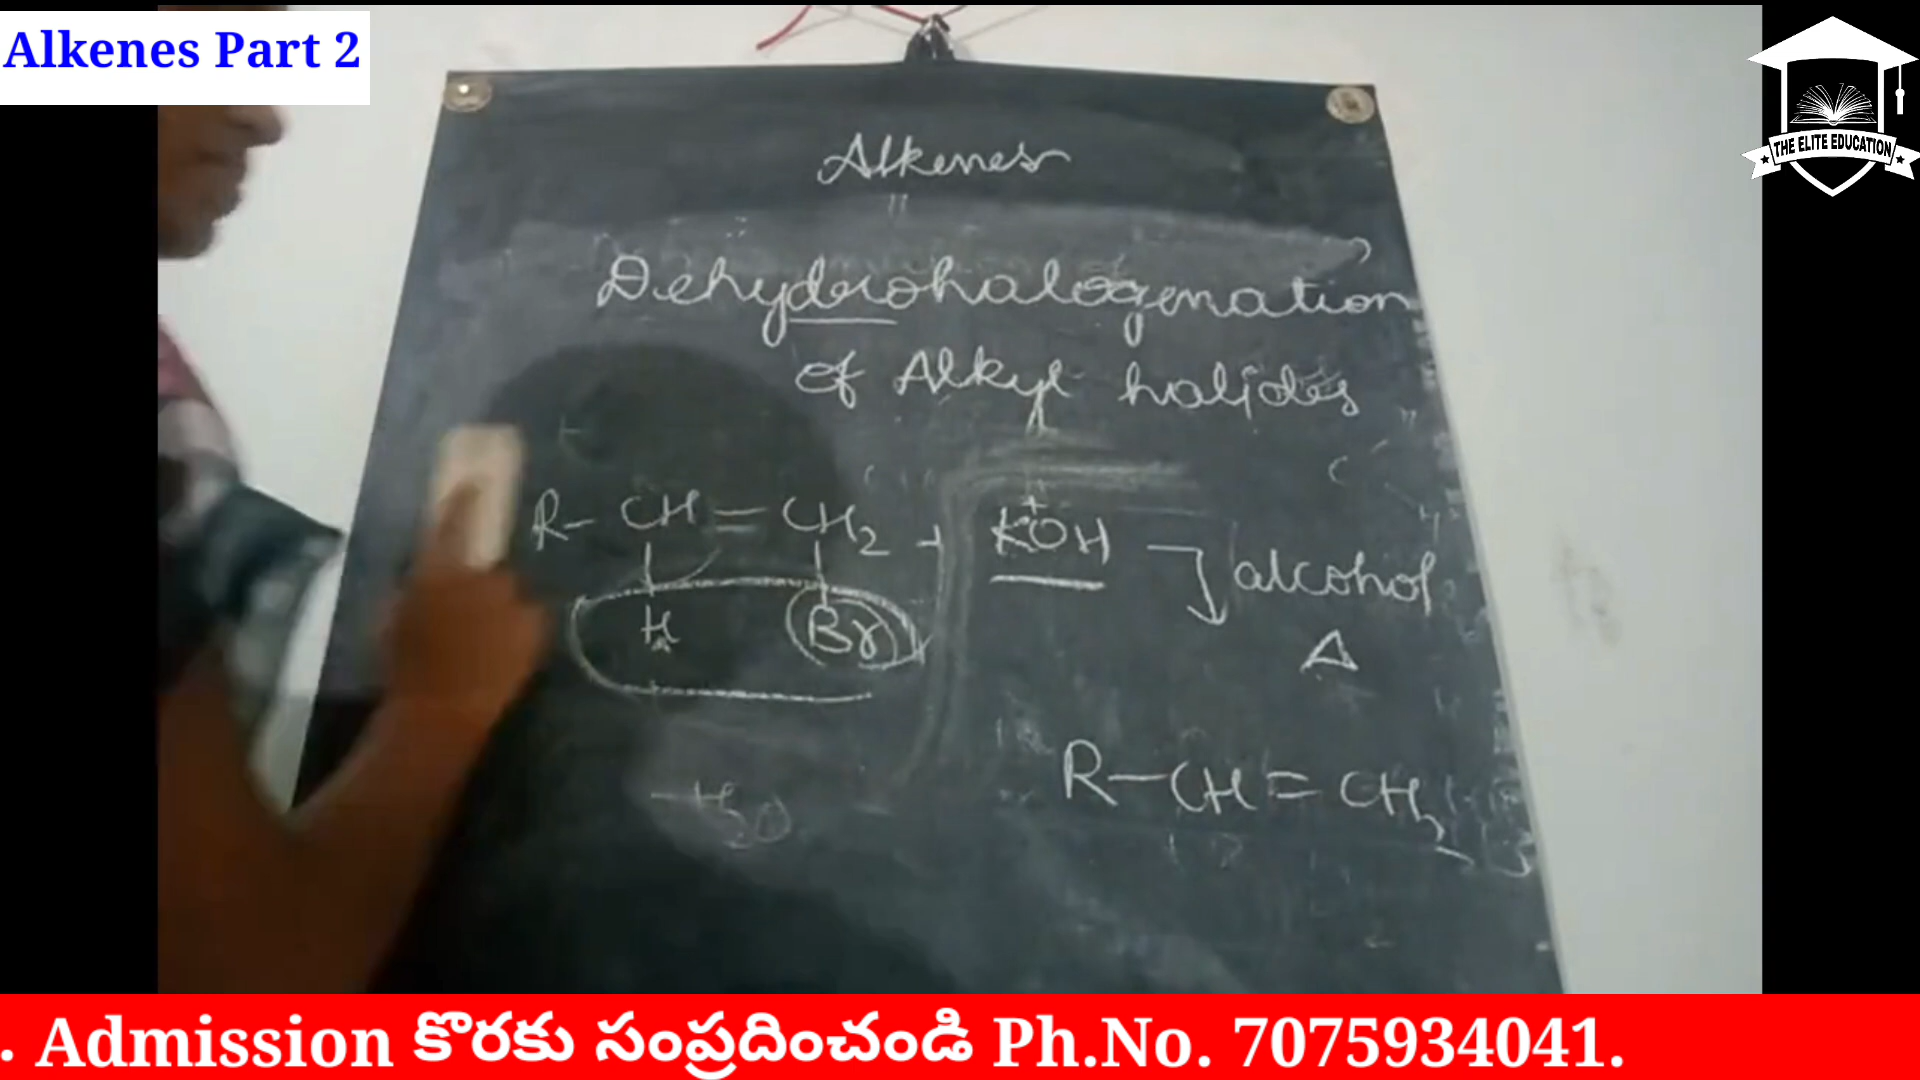 Alkenes Part 2
THE ELITE EDUCATION
Alkenes
Dehydrohalogenation
of Alkyl halides
R- CH = CH2 + K+OH alcohol
H Br
Δ
R-CH = CH2
. Admission కొరకు సంప్రదించండి Ph.No. 7075934041.